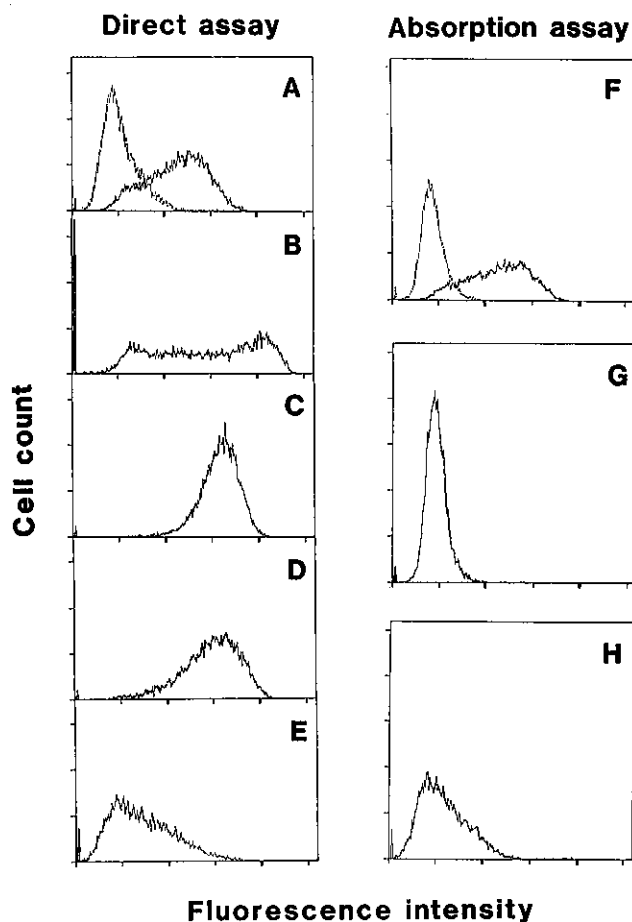 Direct assay
Absorption assay
A
B
C
D
E
F
G
H
Cell count
Fluorescence intensity